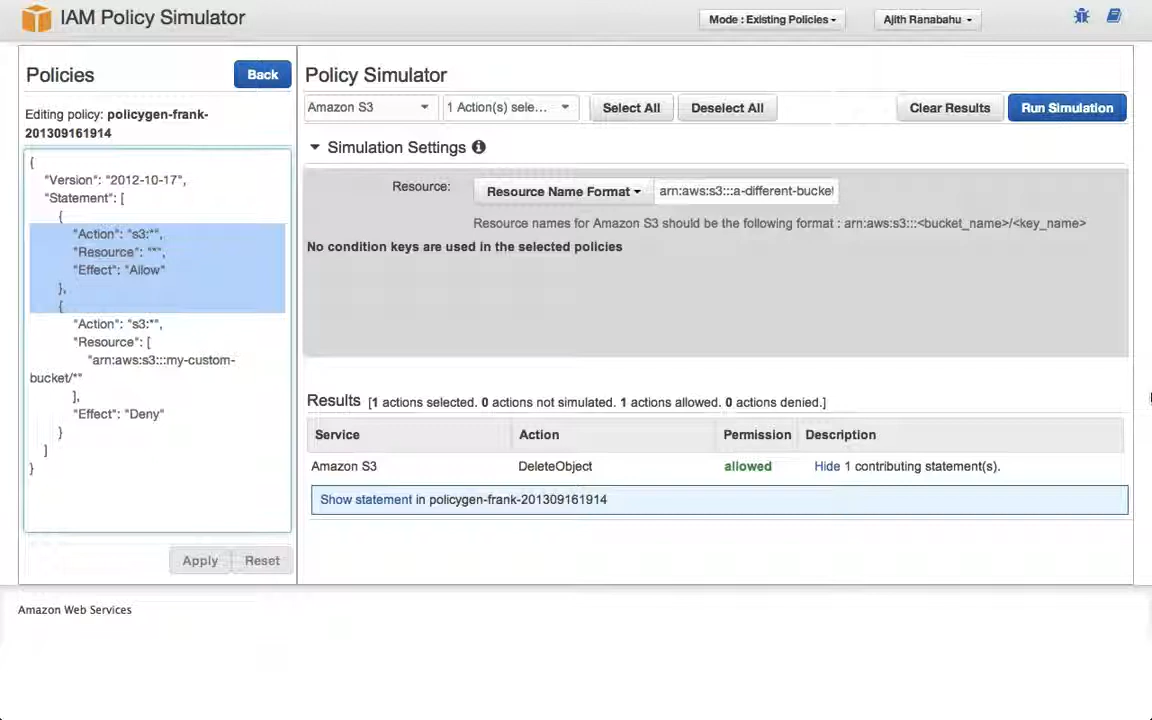 IAM Policy Simulator
Mode : Existing Policies
Ajith Ranabahu
Policies
Back
Editing policy: policygen-frank-
201309161914
{
"Version": "2012-10-17",
"Statement": [
{
"Action": "s3:*",
"Resource": "*",
"Effect": "Allow"
},
{
"Action": "s3:*",
"Resource": [
"arn:aws:s3:::my-custom-
bucket/*"
],
"Effect": "Deny"
}
]
}
Apply
Reset
Policy Simulator
Amazon S3
1 Action(s) sele...
Select All
Deselect All
Clear Results
Run Simulation
Simulation Settings
Resource:
Resource Name Format
arn:aws:s3:::a-different-bucket
Resource names for Amazon S3 should be the following format : arn:aws:s3:::<bucket_name>/<key_name>
No condition keys are used in the selected policies
Results [1 actions selected. 0 actions not simulated. 1 actions allowed. 0 actions denied.]
Service Action Permission Description
Amazon S3 DeleteObject allowed Hide 1 contributing statement(s).
Show statement in policygen-frank-201309161914
Amazon Web Services